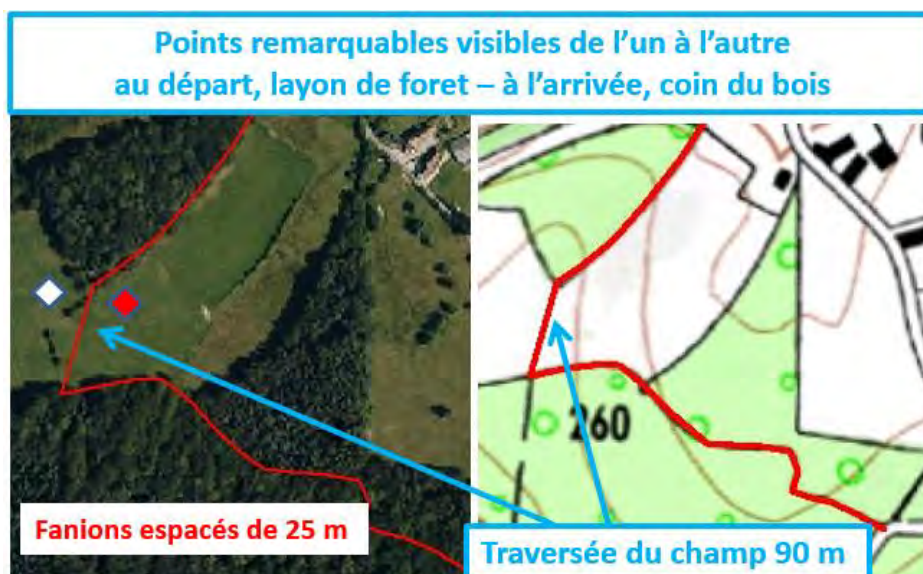 Points remarquables visibles de l’un à l’autre
au départ, layon de foret – à l’arrivée, coin du bois
260
Fanions espacés de 25 m
Traversée du champ 90 m